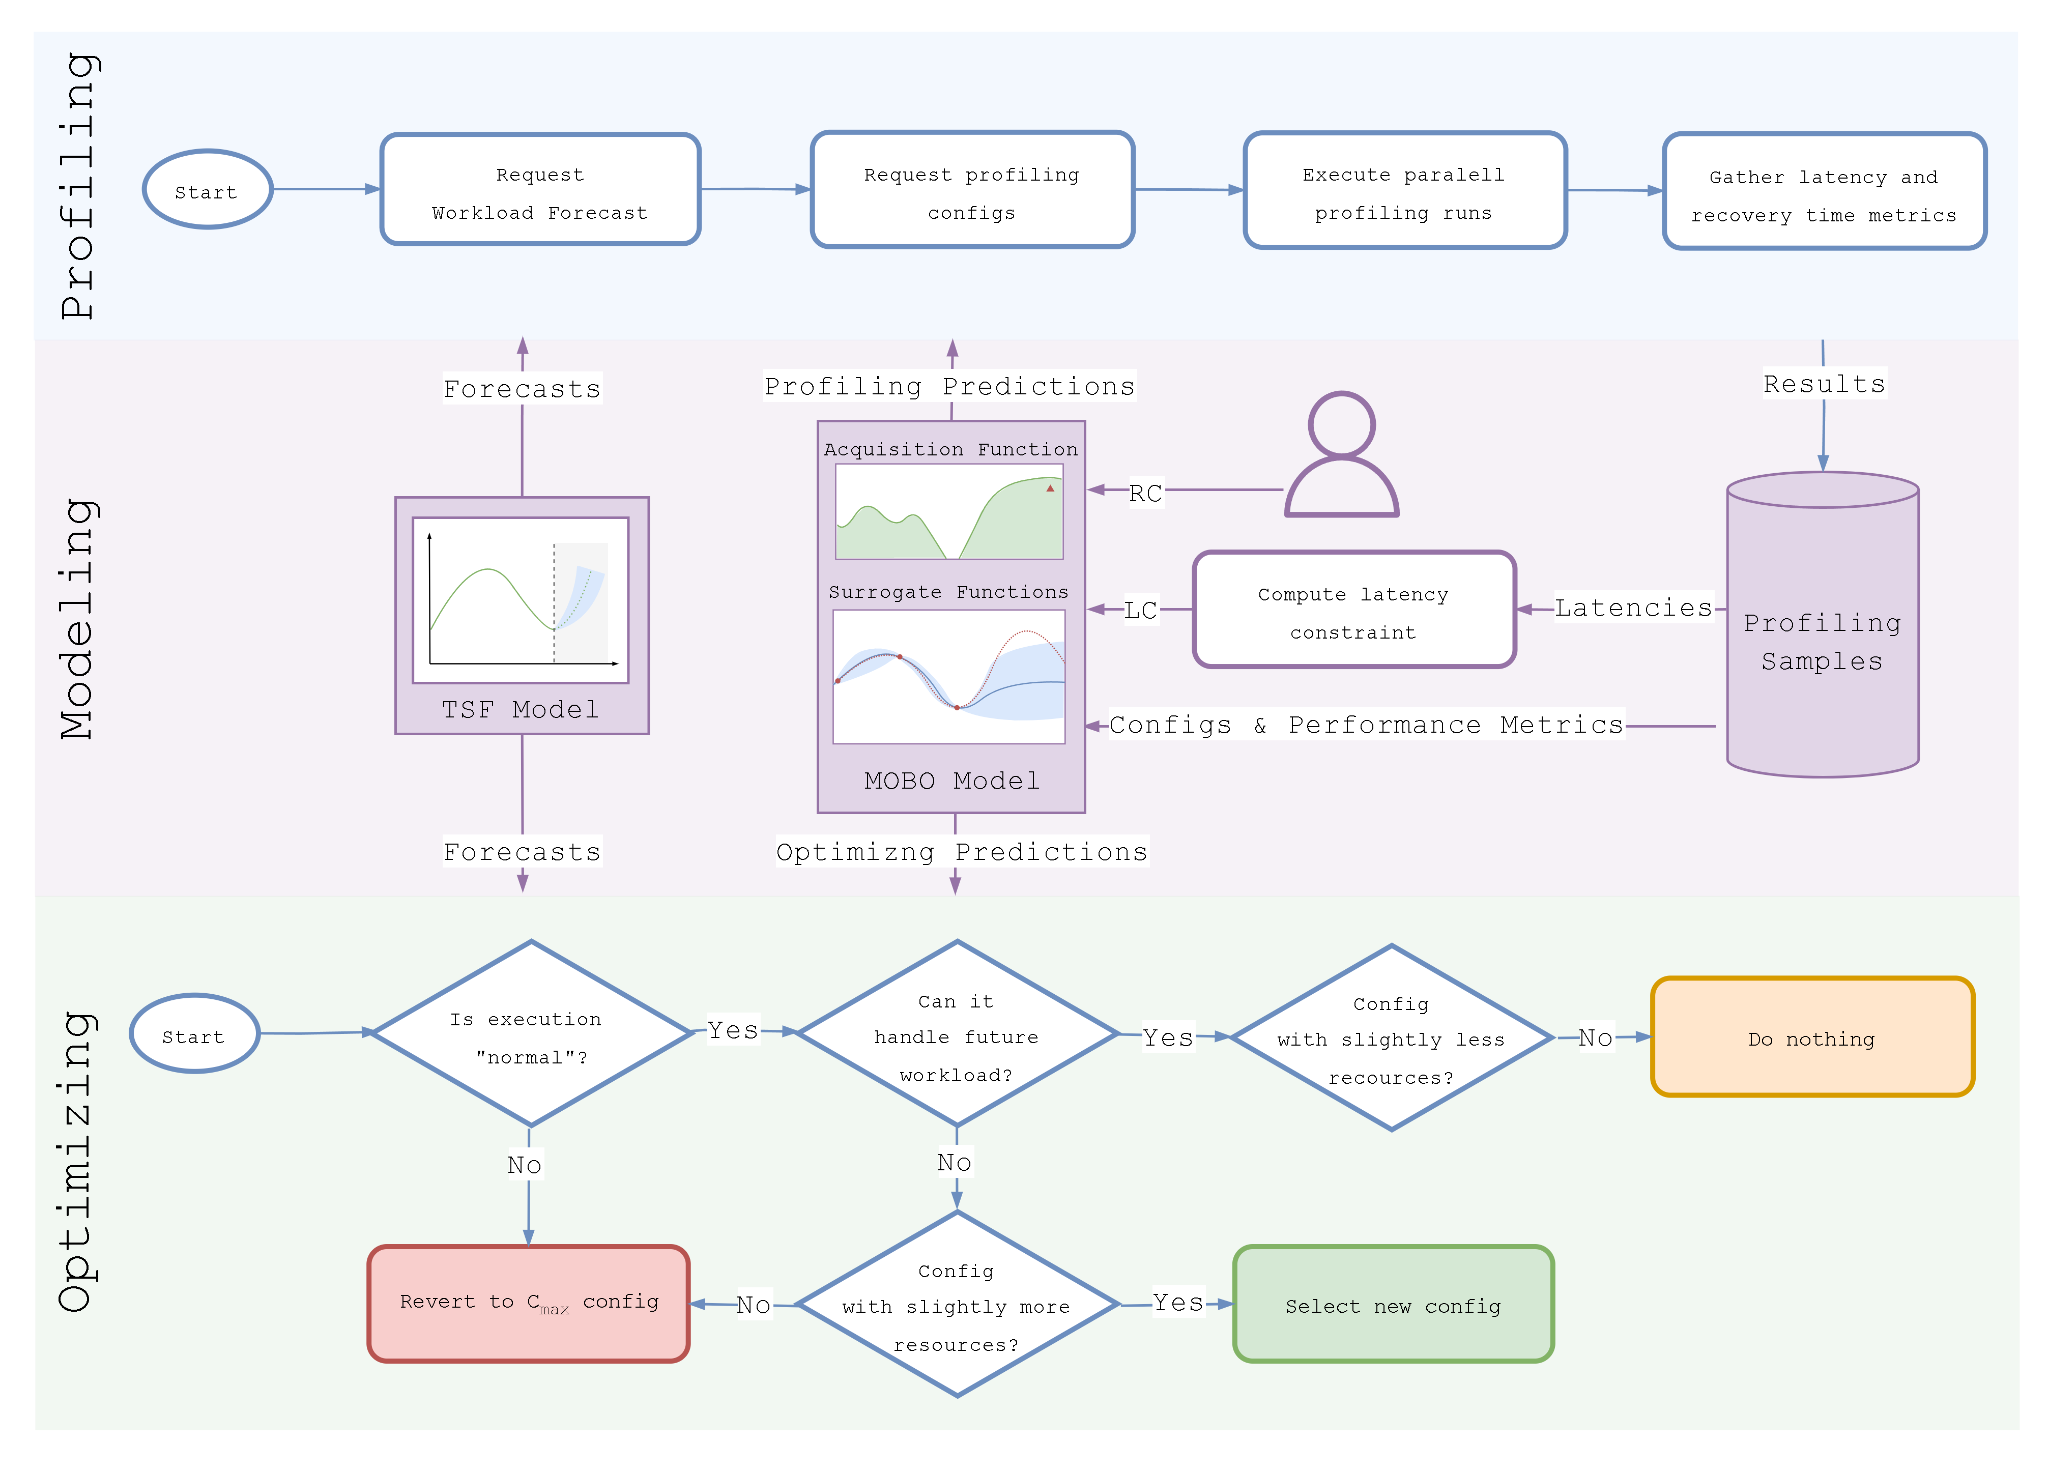 Profiling
Start
Request
Workload Forecast
Request profiling
configs
Execute paralell
profiling runs
Gather latency and
recovery time metrics
Modeling
Forecasts
Profiling Predictions
Results
Acquisition Function
RC
Surrogate Functions
Compute latency
constraint
LC
Latencies
Profiling
Samples
Configs & Performance Metrics
TSF Model
MOBO Model
Forecasts
Optimizng Predictions
Optimizing
Start
Is execution
"normal"?
Yes
Can it
handle future
workload?
Yes
Config
with slightly less
recources?
No
Do nothing
No
No
Revert to Cmax config
No
Config
with slightly more
resources?
Yes
Select new config